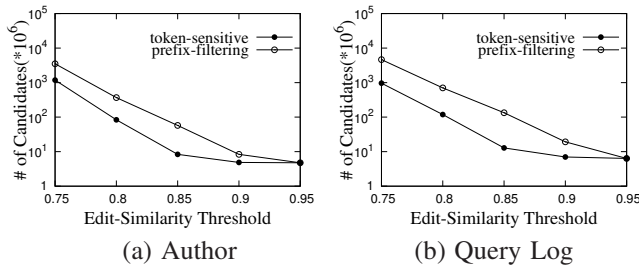 10^5
10^4
10^3
10^2
10^1
1
0.75
0.8
0.85
0.9
0.95
# of Candidates(*10^6)
Edit-Similarity Threshold
token-sensitive
prefix-filtering
(a) Author
10^5
10^4
10^3
10^2
10^1
1
0.75
0.8
0.85
0.9
0.95
# of Candidates(*10^6)
Edit-Similarity Threshold
token-sensitive
prefix-filtering
(b) Query Log